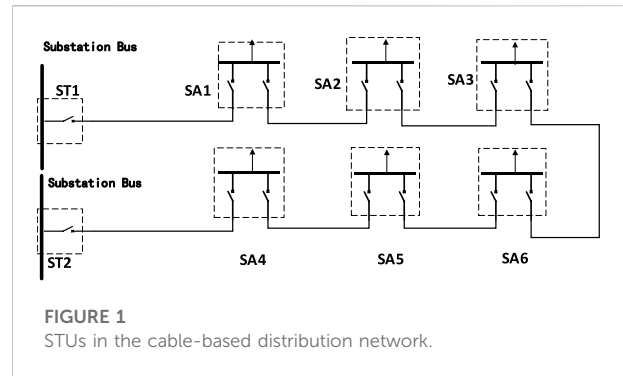 Substation Bus
ST1
SA1
SA2
SA3
Substation Bus
ST2
SA4
SA5
SA6
FIGURE 1
STUs in the cable-based distribution network.